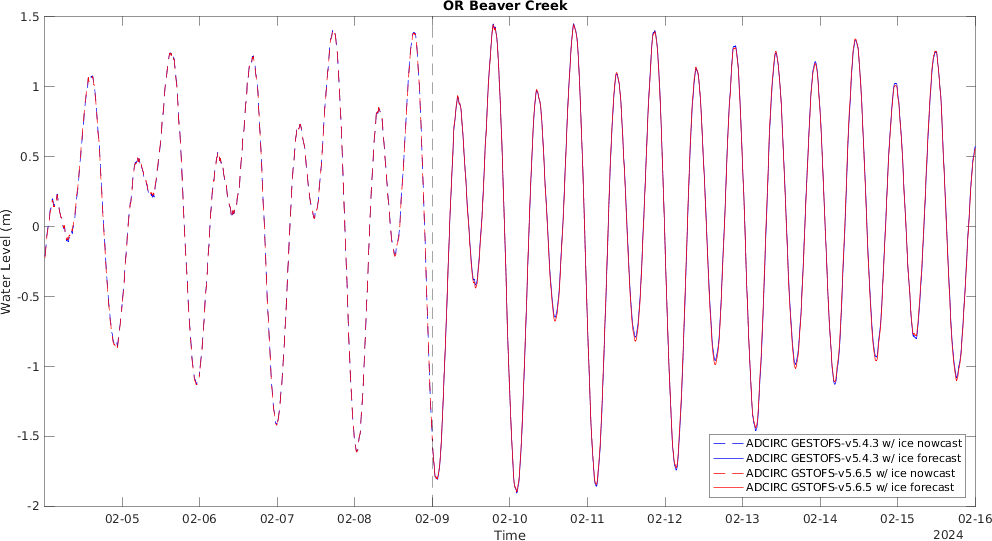 OR Beaver Creek
1.5
1
0.5
0
-0.5
-1
-1.5
-2
Water Level (m)
02-05 02-06 02-07 02-08 02-09 02-10 02-11 02-12 02-13 02-14 02-15 02-16
Time
2024
ADCIRC GESTOFS-v5.4.3 w/ ice nowcast
ADCIRC GESTOFS-v5.4.3 w/ ice forecast
ADCIRC GSTOFS-v5.6.5 w/ ice nowcast
ADCIRC GSTOFS-v5.6.5 w/ ice forecast